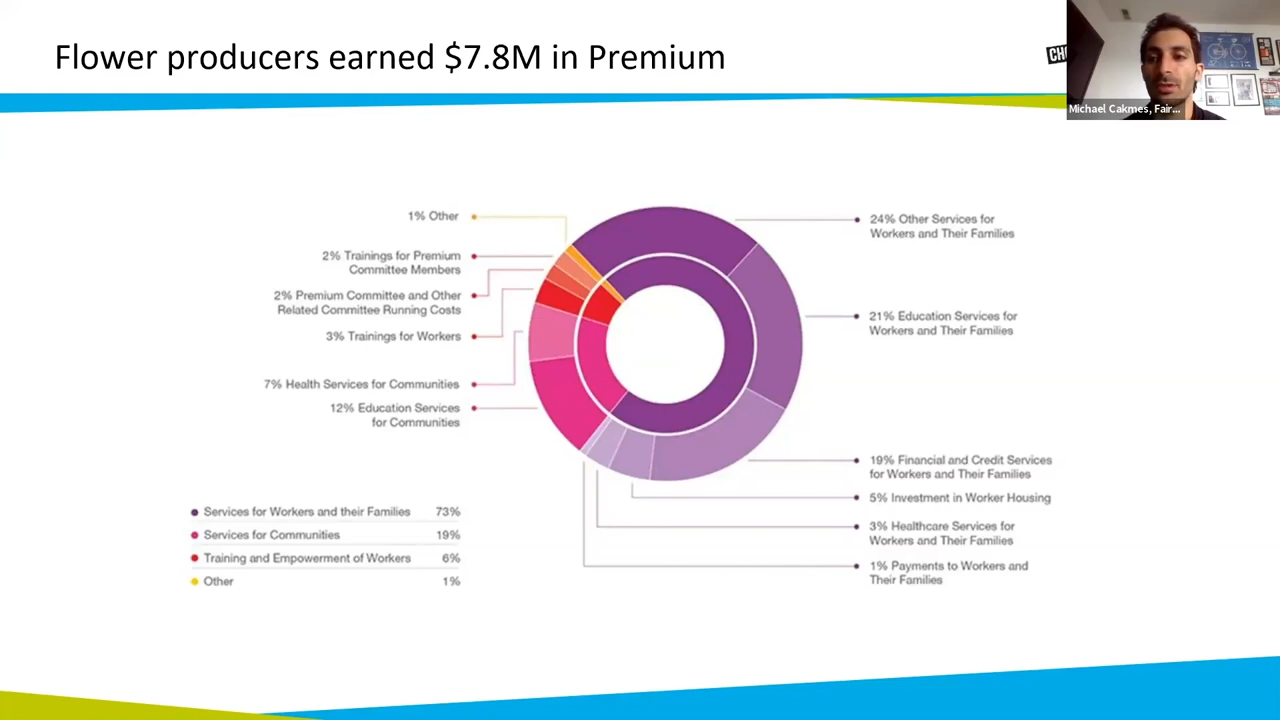 Flower producers earned $7.8M in Premium
CH
Michael Cakmes, Fair...
1% Other
2% Trainings for Premium
Committee Members
2% Premium Committee and Other
Related Committee Running Costs
3% Trainings for Workers
7% Health Services for Communities
12% Education Services
for Communities
24% Other Services for
Workers and Their Families
21% Education Services for
Workers and Their Families
19% Financial and Credit Services
for Workers and Their Families
5% Investment in Worker Housing
3% Healthcare Services for
Workers and Their Families
1% Payments to Workers and
Their Families
Services for Workers and their Families 73%
Services for Communities 19%
Training and Empowerment of Workers 6%
Other 1%